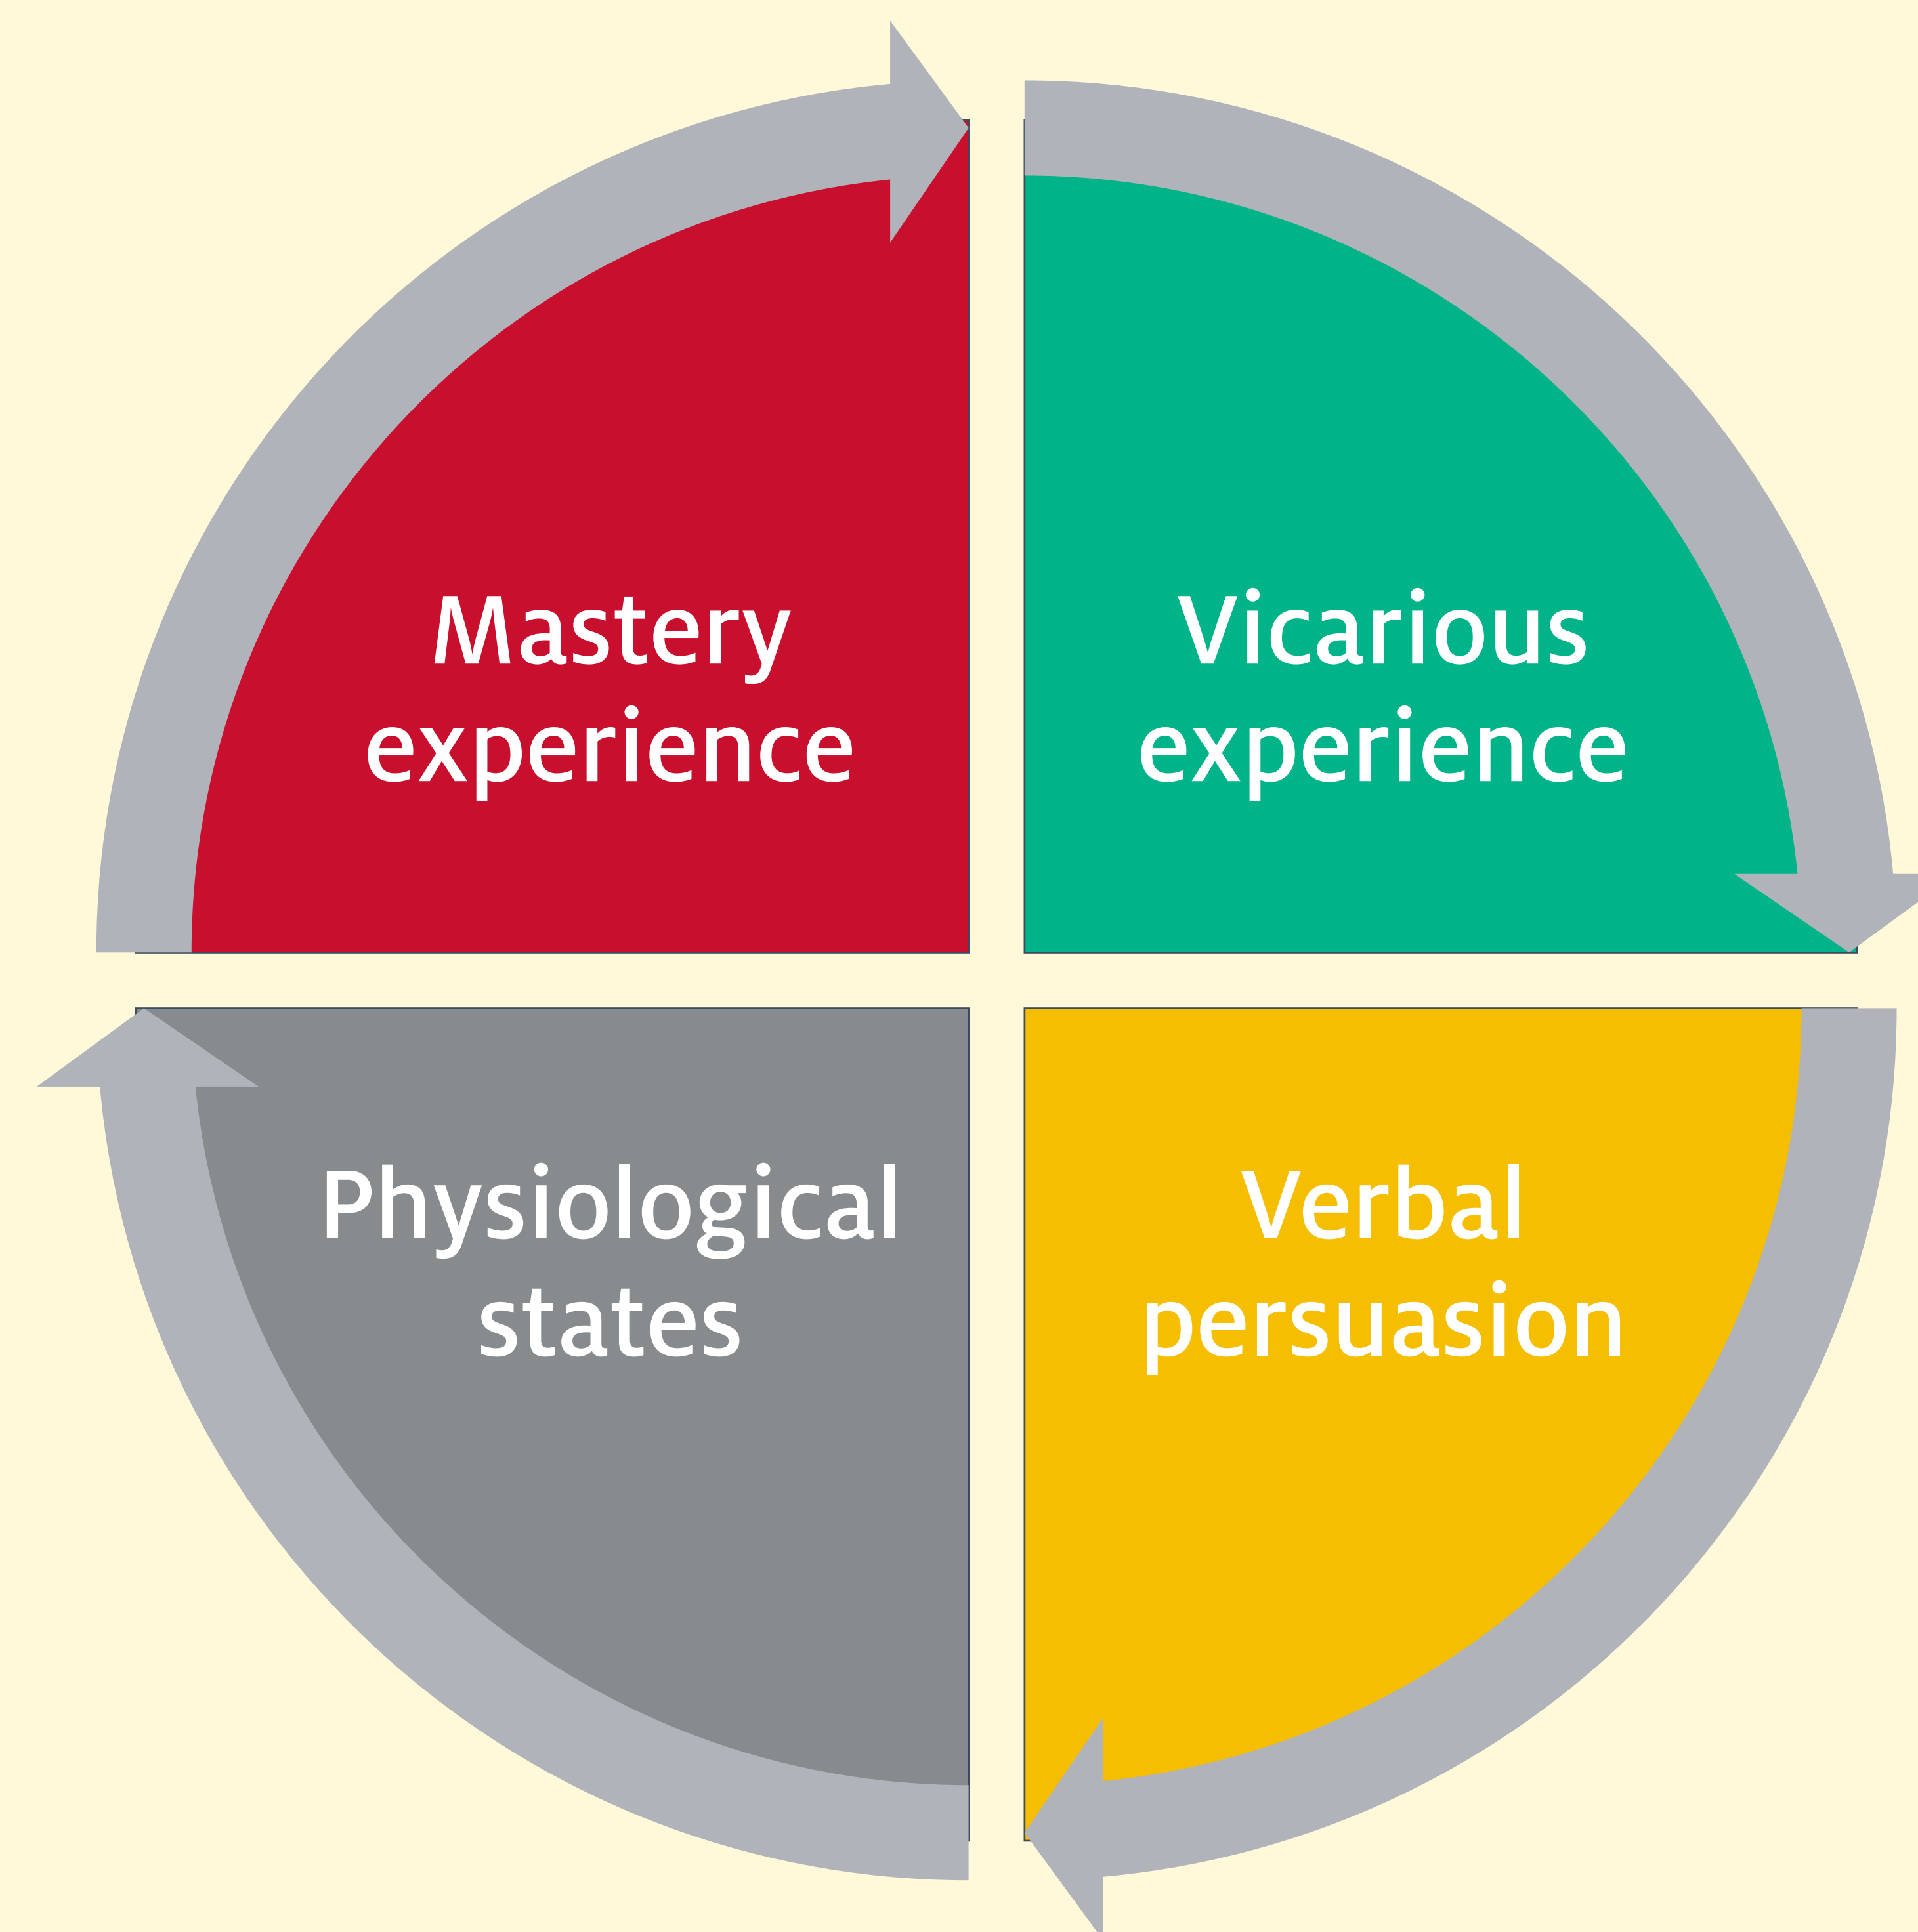 Mastery
experience
Vicarious
experience
Physiological
states
Verbal
persuasion